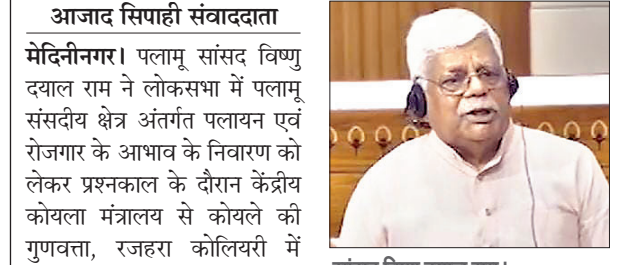 आजाद सिपाही संवाददाता
मेदिनीनगर। पलामू सांसद विष्णु
दयाल राम ने लोकसभा में पलामू
संसदीय क्षेत्र अंतर्गत पलायन एवं
रोजगार के आभाव के निवारण को
लेकर प्रश्नकाल के दौरान केंद्रीय
कोयला मंत्रालय से कोयले की
गुणवत्ता, रजहरा कोलियरी में